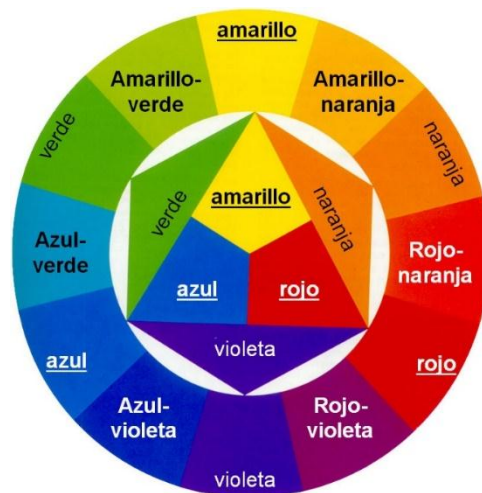 amarillo
Amarillo-
verde
Amarillo-
naranja
verde
naranja
amarillo
verde
naranja
Azul-
verde
Rojo-
naranja
azul
rojo
violeta
azul
rojo
Azul-
violeta
Rojo-
violeta
violeta